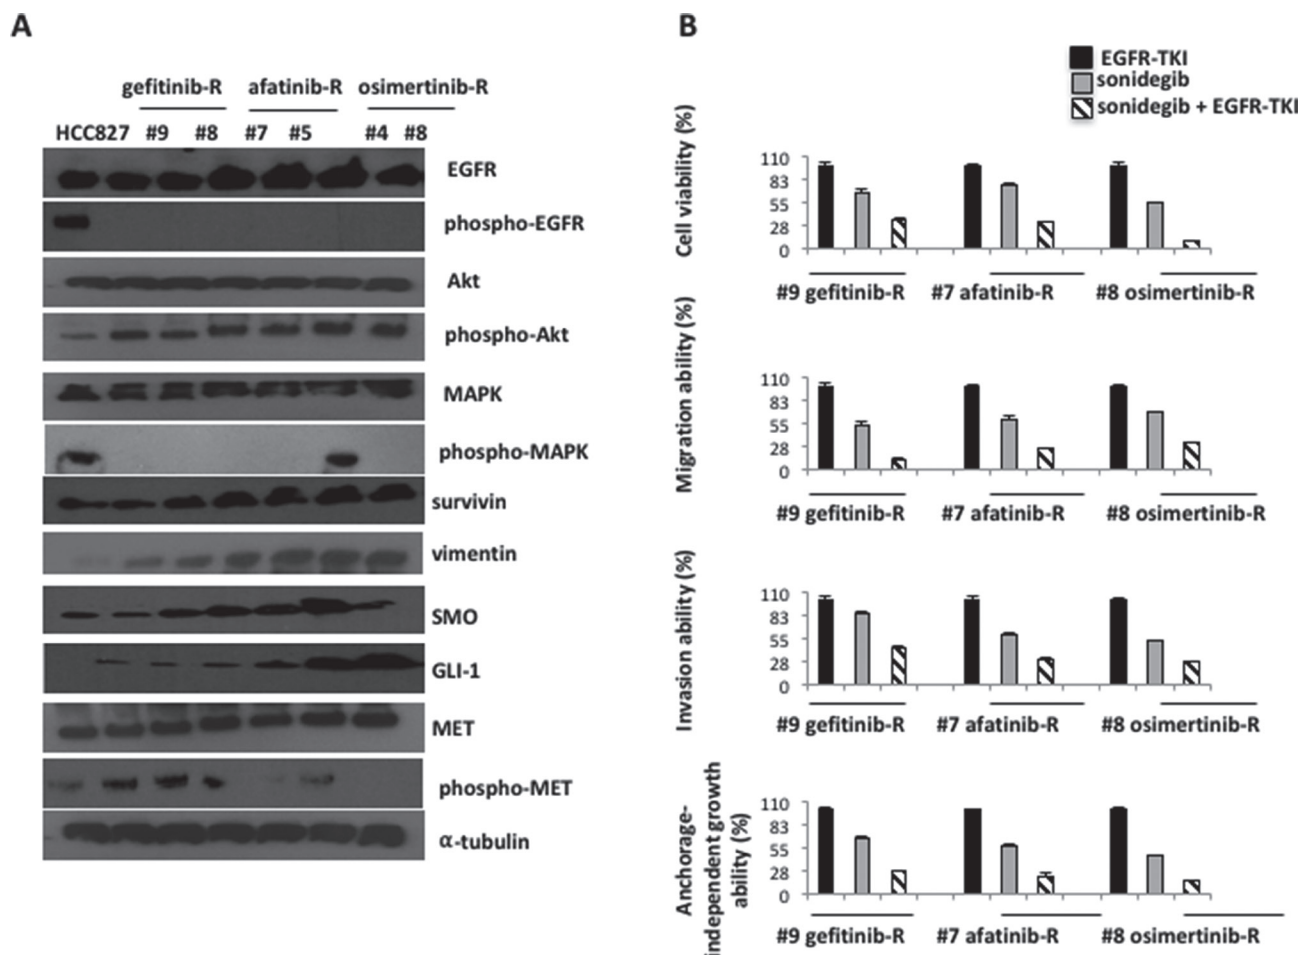 A
gefitinib-R afatinib-R osimertinib-R
HCC827 #9 #8 #7 #5 #4 #8
EGFR
phospho-EGFR
Akt
phospho-Akt
MAPK
phospho-MAPK
survivin
vimentin
SMO
GLI-1
MET
phospho-MET
α-tubulin
B
EGFR-TKI
sonidegib
sonidegib + EGFR-TKI
Cell viability (%)
110
83
55
28
0
#9 gefitinib-R #7 afatinib-R #8 osimertinib-R
Migration ability (%)
110
83
55
28
0
#9 gefitinib-R #7 afatinib-R #8 osimertinib-R
Invasion ability (%)
110
83
55
28
0
#9 gefitinib-R #7 afatinib-R #8 osimertinib-R
Anchorage-
independent growth
ability (%)
110
83
55
28
0
#9 gefitinib-R #7 afatinib-R #8 osimertinib-R